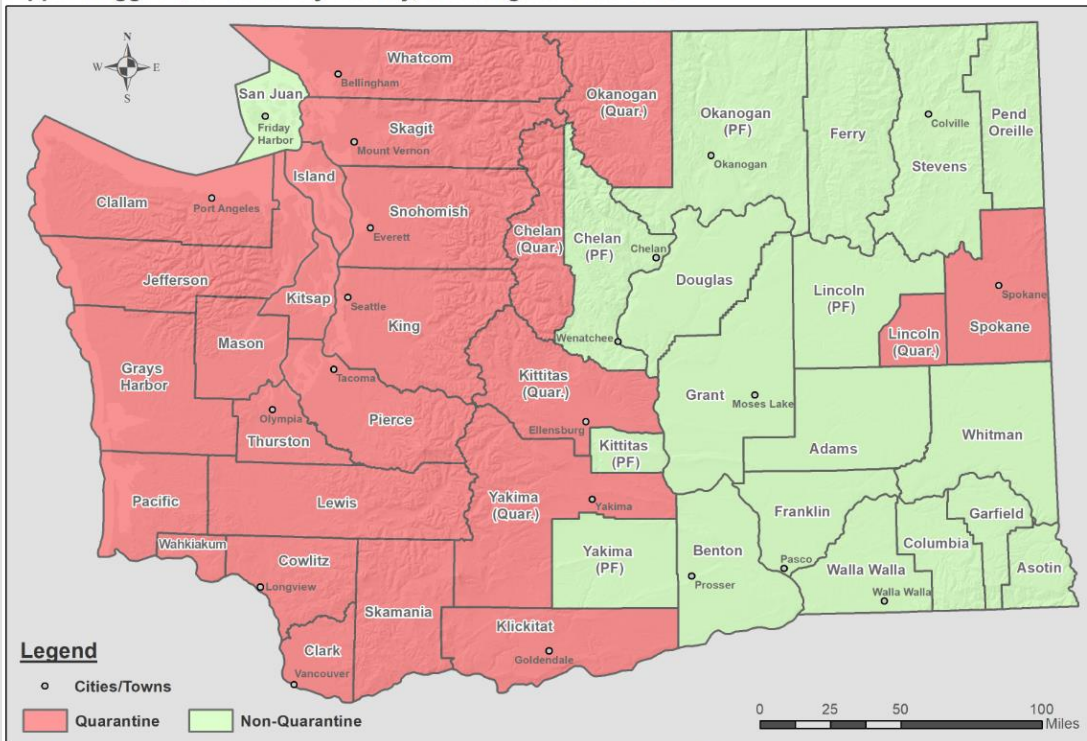 N
W
E
S
Whatcom
Bellingham
San Juan
Friday
Harbor
Skagit
Mount Vernon
Okanogan
(Quar.)
Okanogan
(PF)
Okanogan
Ferry
Colville
Stevens
Pend
Oreille
Island
Clallam
Port Angeles
Snohomish
Everett
Chelan
(Quar.)
Chelan
(PF)
Chelan
Douglas
Jefferson
Kitsap
Seattle
King
Lincoln
(PF)
Spokane
Spokane
Lincoln
(Quar.)
Wenatchee
Mason
Grays
Harbor
Tacoma
Kittitas
(Quar.)
Grant
Moses Lake
Olympia
Thurston
Pierce
Ellensburg
Kittitas
(PF)
Adams
Whitman
Pacific
Lewis
Yakima
(Quar.)
Yakima
Franklin
Garfield
Wahkiakum
Cowlitz
Longview
Skamania
Yakima
(PF)
Benton
Prosser
Pasco
Walla Walla
Walla Walla
Columbia
Asotin
Klickitat
Goldendale
Clark
Vancouver
Legend
Cities/Towns
Quarantine
Non-Quarantine
0 25 50 100
Miles